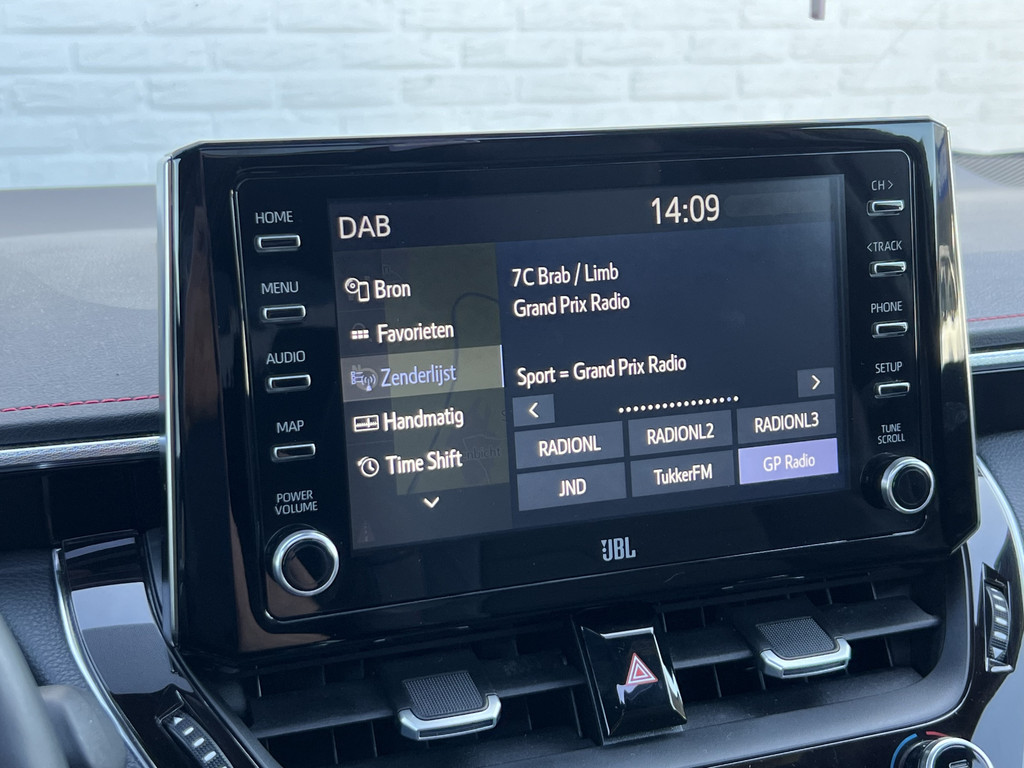 HOME
MENU
AUDIO
MAP
POWER
VOLUME
DAB
14:09
Bron
Favorieten
Zenderlijst
Handmatig
Time Shift
7C Brab / Limb
Grand Prix Radio
Sport = Grand Prix Radio
RADIONL
RADIONL2
RADIONL3
JND
TukkerFM
GP Radio
CH >
< TRACK
PHONE
SETUP
TUNE
SCROLL
JBL